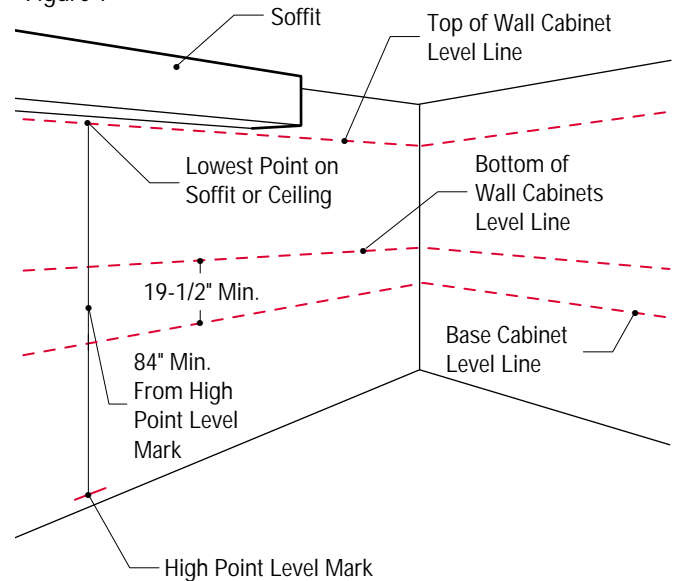 Soffit
Top of Wall Cabinet
Level Line
Lowest Point on
Soffit or Ceiling
Bottom of
Wall Cabinets
Level Line
19-1/2" Min.
Base Cabinet
Level Line
84" Min.
From High
Point Level
Mark
High Point Level Mark